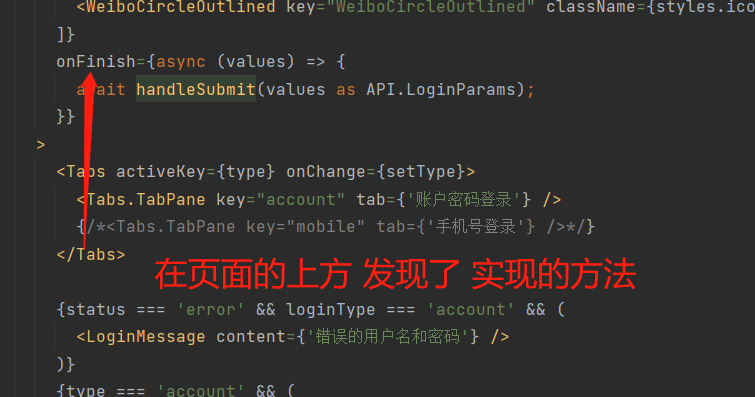 <WeiboCircleOutlined key="WeiboCircleOutlined" className={styles.ico
]}
onFinish={async (values) => {
await handleSubmit(values as API.LoginParams);
}}
>
<Tabs activeKey={type} onChange={setType}>
<Tabs.TabPane key="account" tab={'账户密码登录'} />
{/*<Tabs.TabPane key="mobile" tab={'手机号登录'} />*/}
</Tabs>
在页面的上方 发现了 实现的方法
{status === 'error' && loginType === 'account' && (
<LoginMessage content={'错误的用户名和密码'} />
)}
{type === 'account' && (